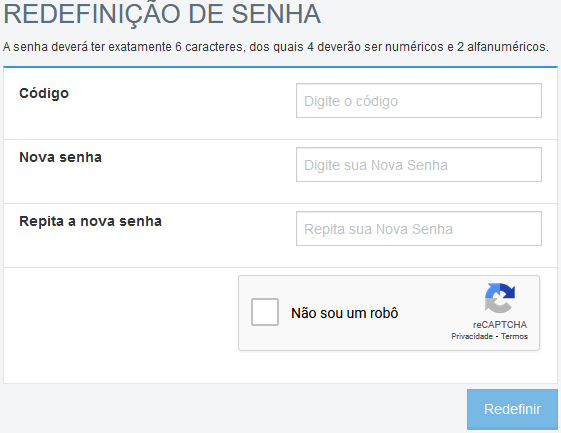 REDEFINIÇÃO DE SENHA
A senha deverá ter exatamente 6 caracteres, dos quais 4 deverão ser numéricos e 2 alfanuméricos.
Código
Digite o código
Nova senha
Digite sua Nova Senha
Repita a nova senha
Repita sua Nova Senha
Não sou um robô
reCAPTCHA
Privacidade - Termos
Redefinir